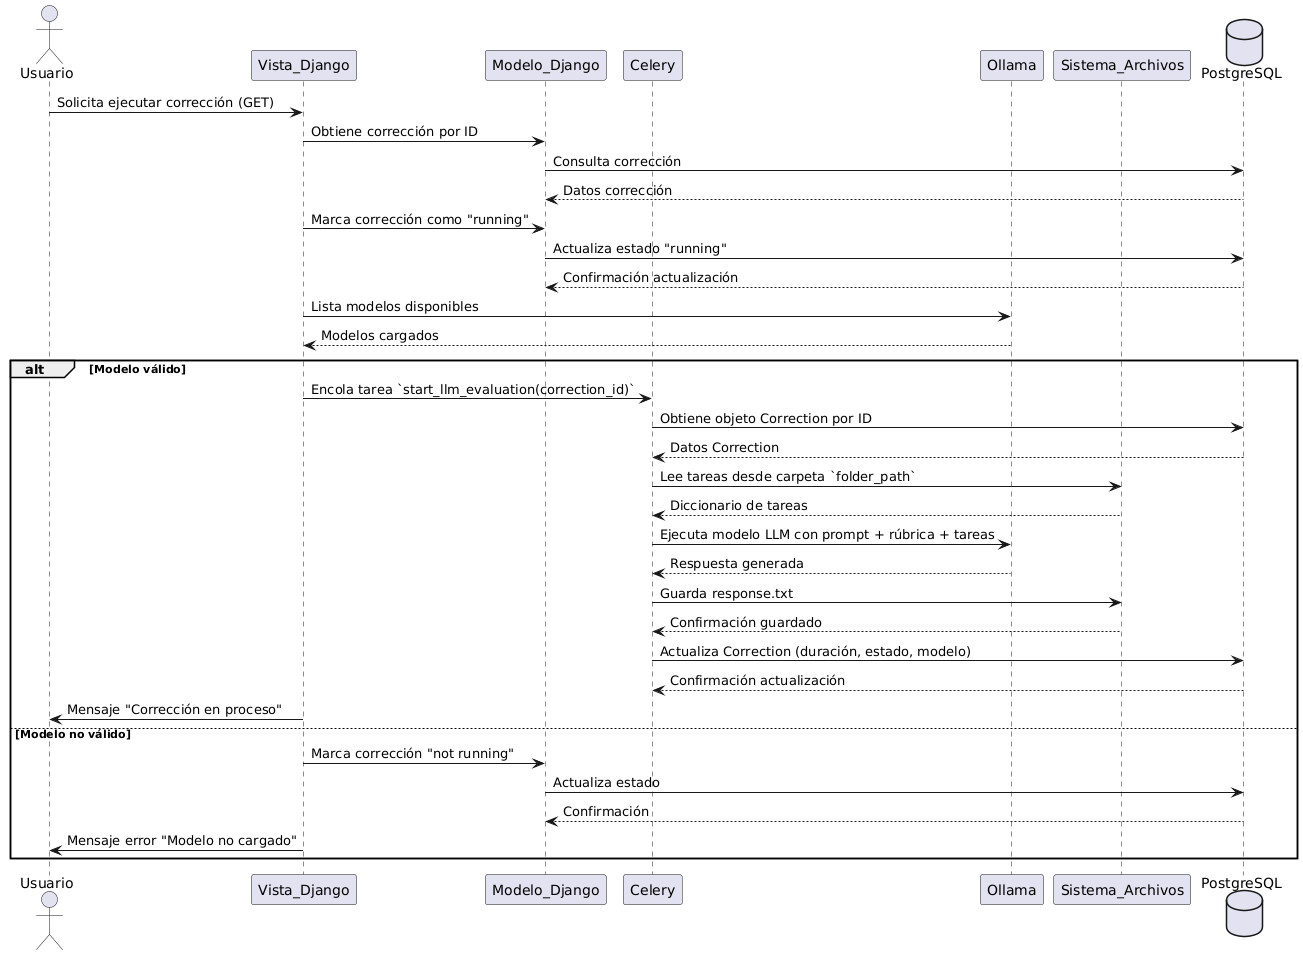 Usuario
Vista_Django
Modelo_Django
Celery
Ollama
Sistema_Archivos
PostgreSQL
Solicita ejecutar corrección (GET)
Obtiene corrección por ID
Consulta corrección
Datos corrección
Marca corrección como "running"
Actualiza estado "running"
Confirmación actualización
Lista modelos disponibles
Modelos cargados
alt [Modelo válido]
Encola tarea `start_llm_evaluation(correction_id)`
Obtiene objeto Correction por ID
Datos Correction
Lee tareas desde carpeta `folder_path`
Diccionario de tareas
Ejecuta modelo LLM con prompt + rúbrica + tareas
Respuesta generada
Guarda response.txt
Confirmación guardado
Actualiza Correction (duración, estado, modelo)
Confirmación actualización
Mensaje "Corrección en proceso"
[Modelo no válido]
Marca corrección "not running"
Actualiza estado
Confirmación
Mensaje error "Modelo no cargado"
Usuario
Vista_Django
Modelo_Django
Celery
Ollama
Sistema_Archivos
PostgreSQL